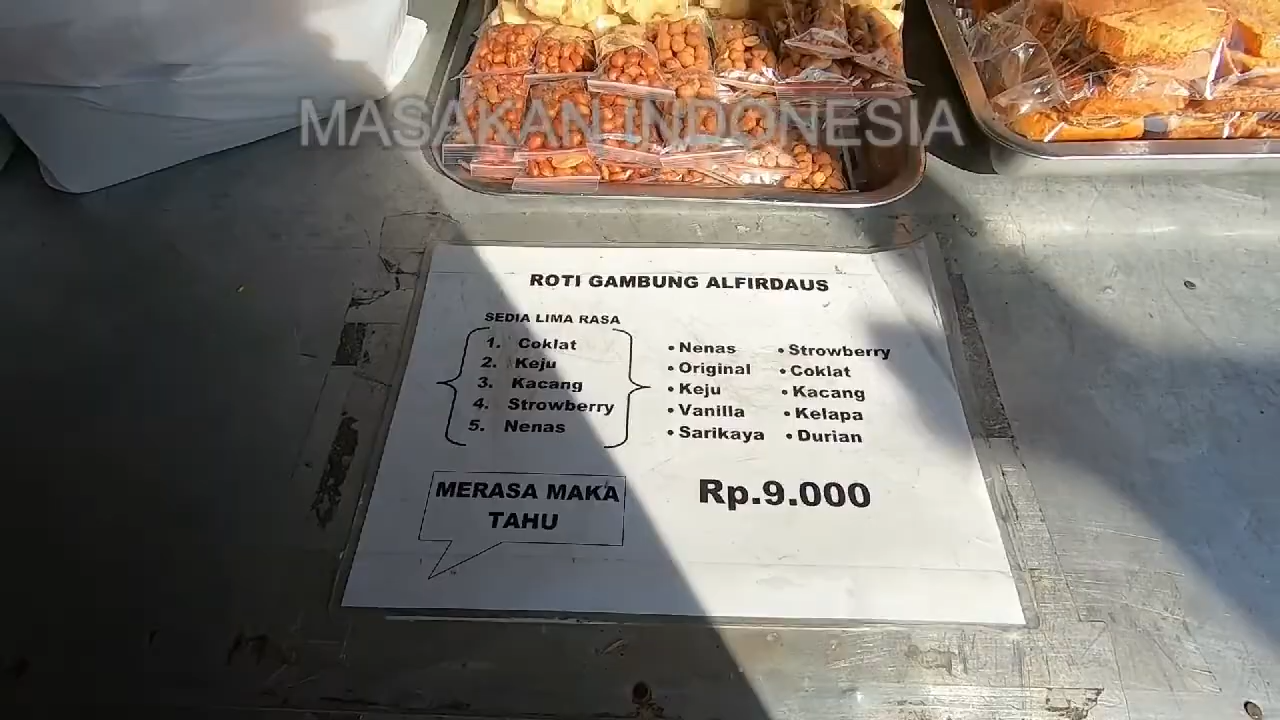 MASAKAN INDONESIA
ROTI GAMBUNG ALFIRDAUS
SEDIA LIMA RASA
1. Coklat
2. Keju
3. Kacang
4. Strowberry
5. Nenas
• Nenas
• Original
• Keju
• Vanilla
• Sarikaya
• Strowberry
• Coklat
• Kacang
• Kelapa
• Durian
MERASA MAKA
TAHU
Rp.9.000